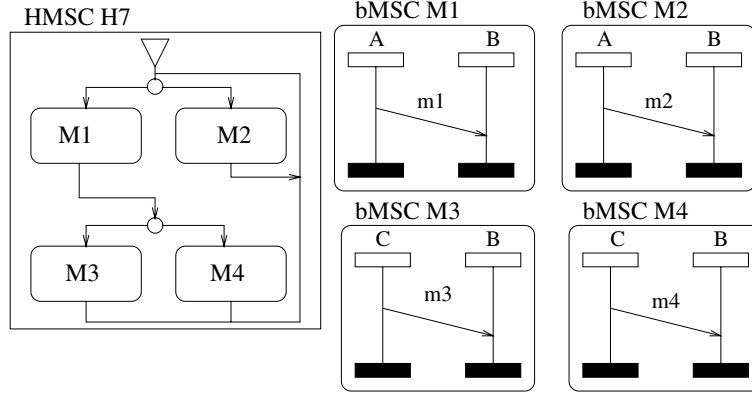 HMSC H7
M1
M2
M3
M4
bMSC M1
A B
m1
bMSC M2
A B
m2
bMSC M3
C B
m3
bMSC M4
C B
m4